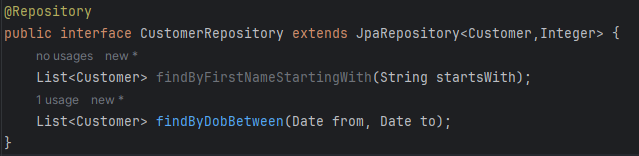 @Repository
public interface CustomerRepository extends JpaRepository<Customer,Integer> {
no usages new *
List<Customer> findByFirstNameStartingWith(String startsWith);
1 usage new *
List<Customer> findByDobBetween(Date from, Date to);
}